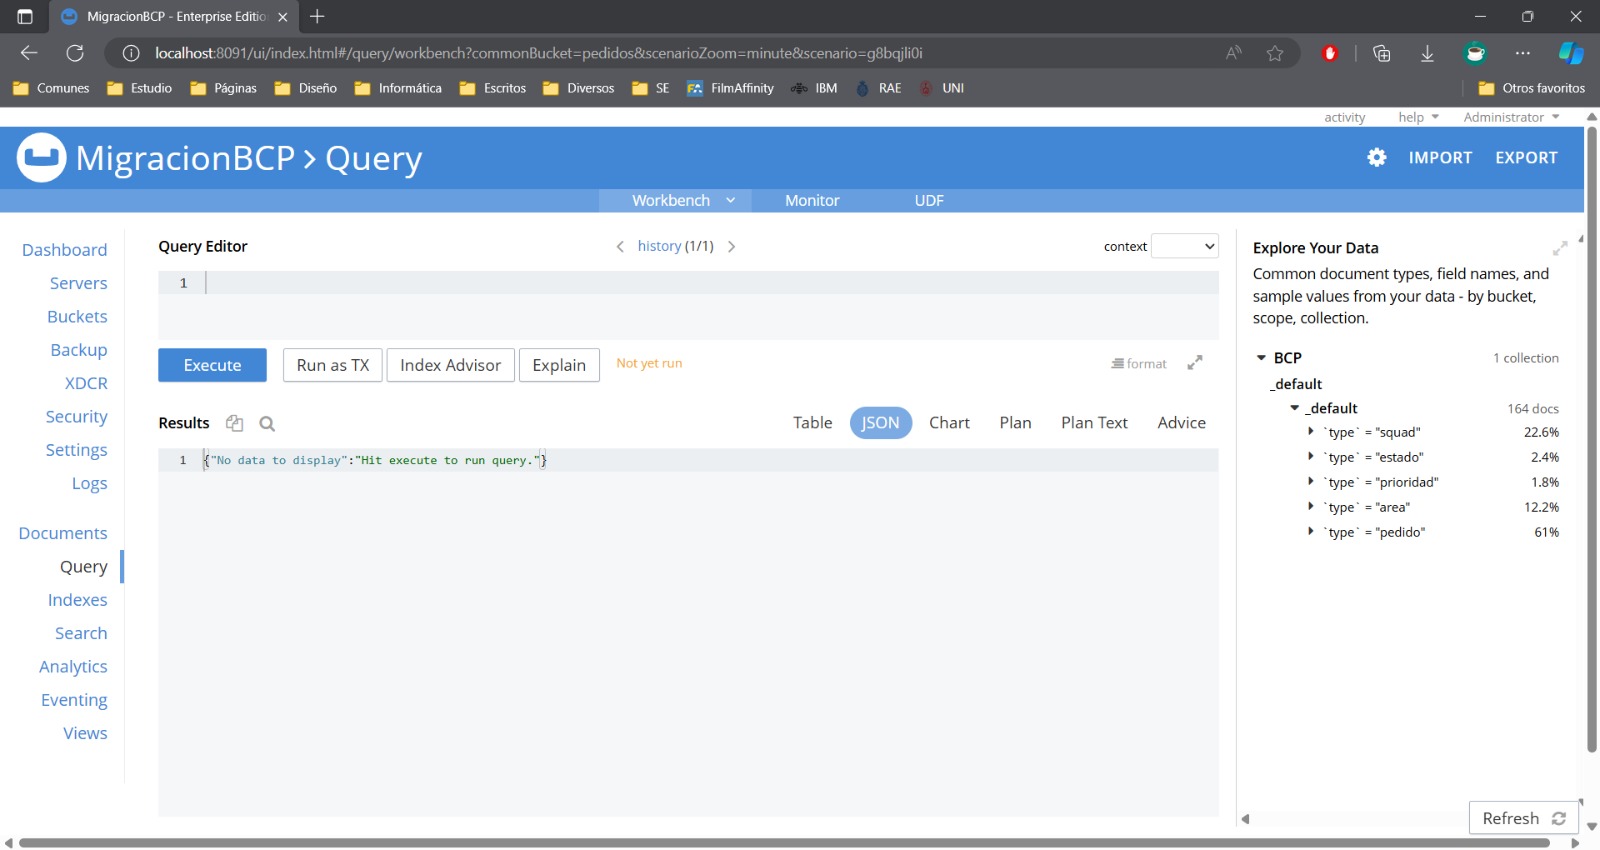 MigracionBCP - Enterprise Editio
localhost:8091/ui/index.html#/query/workbench?commonBucket=pedidos&scenarioZoom=minute&scenario=g8bqjli0i
Comunes Estudio Páginas Diseño Informática Escritos Diversos SE FilmAffinity IBM RAE UNI Otros favoritos
activity help Administrator
MigracionBCP > Query IMPORT EXPORT
Workbench Monitor UDF
Dashboard
Servers
Buckets
Backup
XDCR
Security
Settings
Logs
Documents
Query
Indexes
Search
Analytics
Eventing
Views
Query Editor < history (1/1) > context
1
Execute Run as TX Index Advisor Explain Not yet run format
Results Table JSON Chart Plan Plan Text Advice
1 {"No data to display":"Hit execute to run query."}
Explore Your Data
Common document types, field names, and
sample values from your data - by bucket,
scope, collection.
BCP 1 collection
_default
_default 164 docs
`type` = "squad" 22.6%
`type` = "estado" 2.4%
`type` = "prioridad" 1.8%
`type` = "area" 12.2%
`type` = "pedido" 61%
Refresh